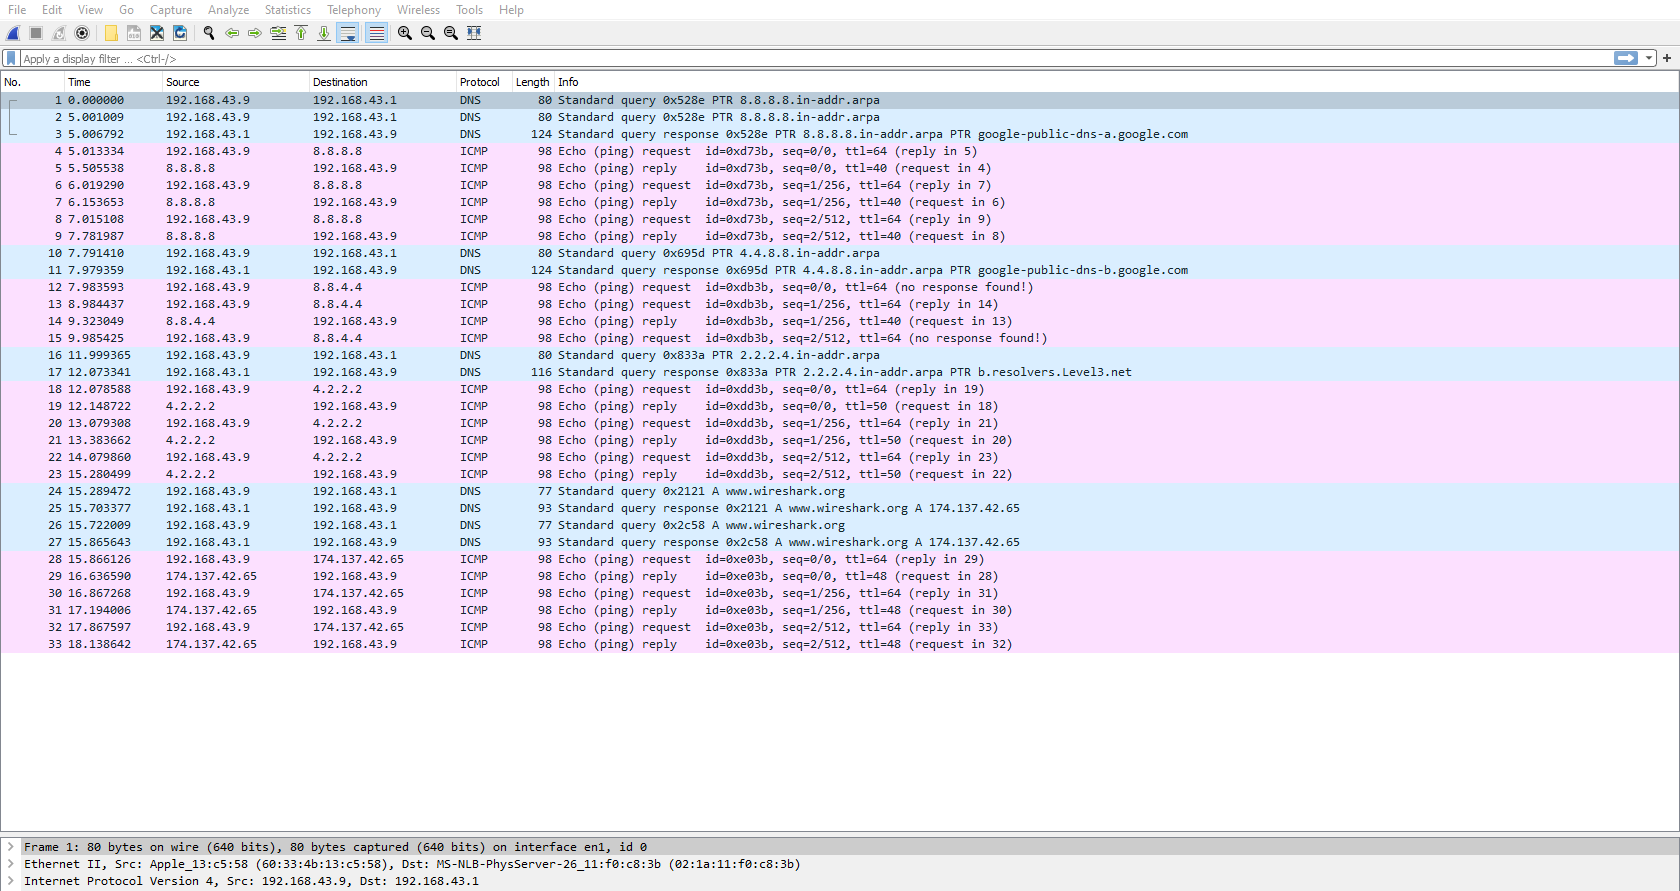 File Edit View Go Capture Analyze Statistics Telephony Wireless Tools Help
Apply a display filter ... <Ctrl-/>
No. Time Source Destination Protocol Length Info
1 0.000000 192.168.43.9 192.168.43.1 DNS 80 Standard query 0x528e PTR 8.8.8.8.in-addr.arpa
2 5.001009 192.168.43.9 192.168.43.1 DNS 80 Standard query 0x528e PTR 8.8.8.8.in-addr.arpa
3 5.006792 192.168.43.1 192.168.43.9 DNS 124 Standard query response 0x528e PTR 8.8.8.8.in-addr.arpa PTR google-public-dns-a.google.com
4 5.013334 192.168.43.9 8.8.8.8 ICMP 98 Echo (ping) request id=0xd73b, seq=0/0, ttl=64 (reply in 5)
5 5.505538 8.8.8.8 192.168.43.9 ICMP 98 Echo (ping) reply id=0xd73b, seq=0/0, ttl=40 (request in 4)
6 6.019290 192.168.43.9 8.8.8.8 ICMP 98 Echo (ping) request id=0xd73b, seq=1/256, ttl=64 (reply in 7)
7 6.153653 8.8.8.8 192.168.43.9 ICMP 98 Echo (ping) reply id=0xd73b, seq=1/256, ttl=40 (request in 6)
8 7.015108 192.168.43.9 8.8.8.8 ICMP 98 Echo (ping) request id=0xd73b, seq=2/512, ttl=64 (reply in 9)
9 7.781987 8.8.8.8 192.168.43.9 ICMP 98 Echo (ping) reply id=0xd73b, seq=2/512, ttl=40 (request in 8)
10 7.791410 192.168.43.9 192.168.43.1 DNS 80 Standard query 0x695d PTR 4.4.8.8.in-addr.arpa
11 7.979359 192.168.43.1 192.168.43.9 DNS 124 Standard query response 0x695d PTR 4.4.8.8.in-addr.arpa PTR google-public-dns-b.google.com
12 7.983593 192.168.43.9 8.8.4.4 ICMP 98 Echo (ping) request id=0xdb3b, seq=0/0, ttl=64 (no response found!)
13 8.984437 192.168.43.9 8.8.4.4 ICMP 98 Echo (ping) request id=0xdb3b, seq=1/256, ttl=64 (reply in 14)
14 9.323049 8.8.4.4 192.168.43.9 ICMP 98 Echo (ping) reply id=0xdb3b, seq=1/256, ttl=40 (request in 13)
15 9.985425 192.168.43.9 8.8.4.4 ICMP 98 Echo (ping) request id=0xdb3b, seq=2/512, ttl=64 (no response found!)
16 11.999365 192.168.43.9 192.168.43.1 DNS 80 Standard query 0x833a PTR 2.2.2.4.in-addr.arpa
17 12.073341 192.168.43.1 192.168.43.9 DNS 116 Standard query response 0x833a PTR 2.2.2.4.in-addr.arpa PTR b.resolvers.Level3.net
18 12.078588 192.168.43.9 4.2.2.2 ICMP 98 Echo (ping) request id=0xdd3b, seq=0/0, ttl=64 (reply in 19)
19 12.148722 4.2.2.2 192.168.43.9 ICMP 98 Echo (ping) reply id=0xdd3b, seq=0/0, ttl=50 (request in 18)
20 13.079308 192.168.43.9 4.2.2.2 ICMP 98 Echo (ping) request id=0xdd3b, seq=1/256, ttl=64 (reply in 21)
21 13.383662 4.2.2.2 192.168.43.9 ICMP 98 Echo (ping) reply id=0xdd3b, seq=1/256, ttl=50 (request in 20)
22 14.079860 192.168.43.9 4.2.2.2 ICMP 98 Echo (ping) request id=0xdd3b, seq=2/512, ttl=64 (reply in 23)
23 15.280499 4.2.2.2 192.168.43.9 ICMP 98 Echo (ping) reply id=0xdd3b, seq=2/512, ttl=50 (request in 22)
24 15.289472 192.168.43.9 192.168.43.1 DNS 77 Standard query 0x2121 A www.wireshark.org
25 15.703377 192.168.43.1 192.168.43.9 DNS 93 Standard query response 0x2121 A www.wireshark.org A 174.137.42.65
26 15.722009 192.168.43.9 192.168.43.1 DNS 77 Standard query 0x2c58 A www.wireshark.org
27 15.865643 192.168.43.1 192.168.43.9 DNS 93 Standard query response 0x2c58 A www.wireshark.org A 174.137.42.65
28 15.866126 192.168.43.9 174.137.42.65 ICMP 98 Echo (ping) request id=0xe03b, seq=0/0, ttl=64 (reply in 29)
29 16.636590 174.137.42.65 192.168.43.9 ICMP 98 Echo (ping) reply id=0xe03b, seq=0/0, ttl=48 (request in 28)
30 16.867268 192.168.43.9 174.137.42.65 ICMP 98 Echo (ping) request id=0xe03b, seq=1/256, ttl=64 (reply in 31)
31 17.194006 174.137.42.65 192.168.43.9 ICMP 98 Echo (ping) reply id=0xe03b, seq=1/256, ttl=48 (request in 30)
32 17.867597 192.168.43.9 174.137.42.65 ICMP 98 Echo (ping) request id=0xe03b, seq=2/512, ttl=64 (reply in 33)
33 18.138642 174.137.42.65 192.168.43.9 ICMP 98 Echo (ping) reply id=0xe03b, seq=2/512, ttl=48 (request in 32)
Frame 1: 80 bytes on wire (640 bits), 80 bytes captured (640 bits) on interface en1, id 0
Ethernet II, Src: Apple_13:c5:58 (60:33:4b:13:c5:58), Dst: MS-NLB-PhysServer-26_11:f0:c8:3b (02:1a:11:f0:c8:3b)
Internet Protocol Version 4, Src: 192.168.43.9, Dst: 192.168.43.1